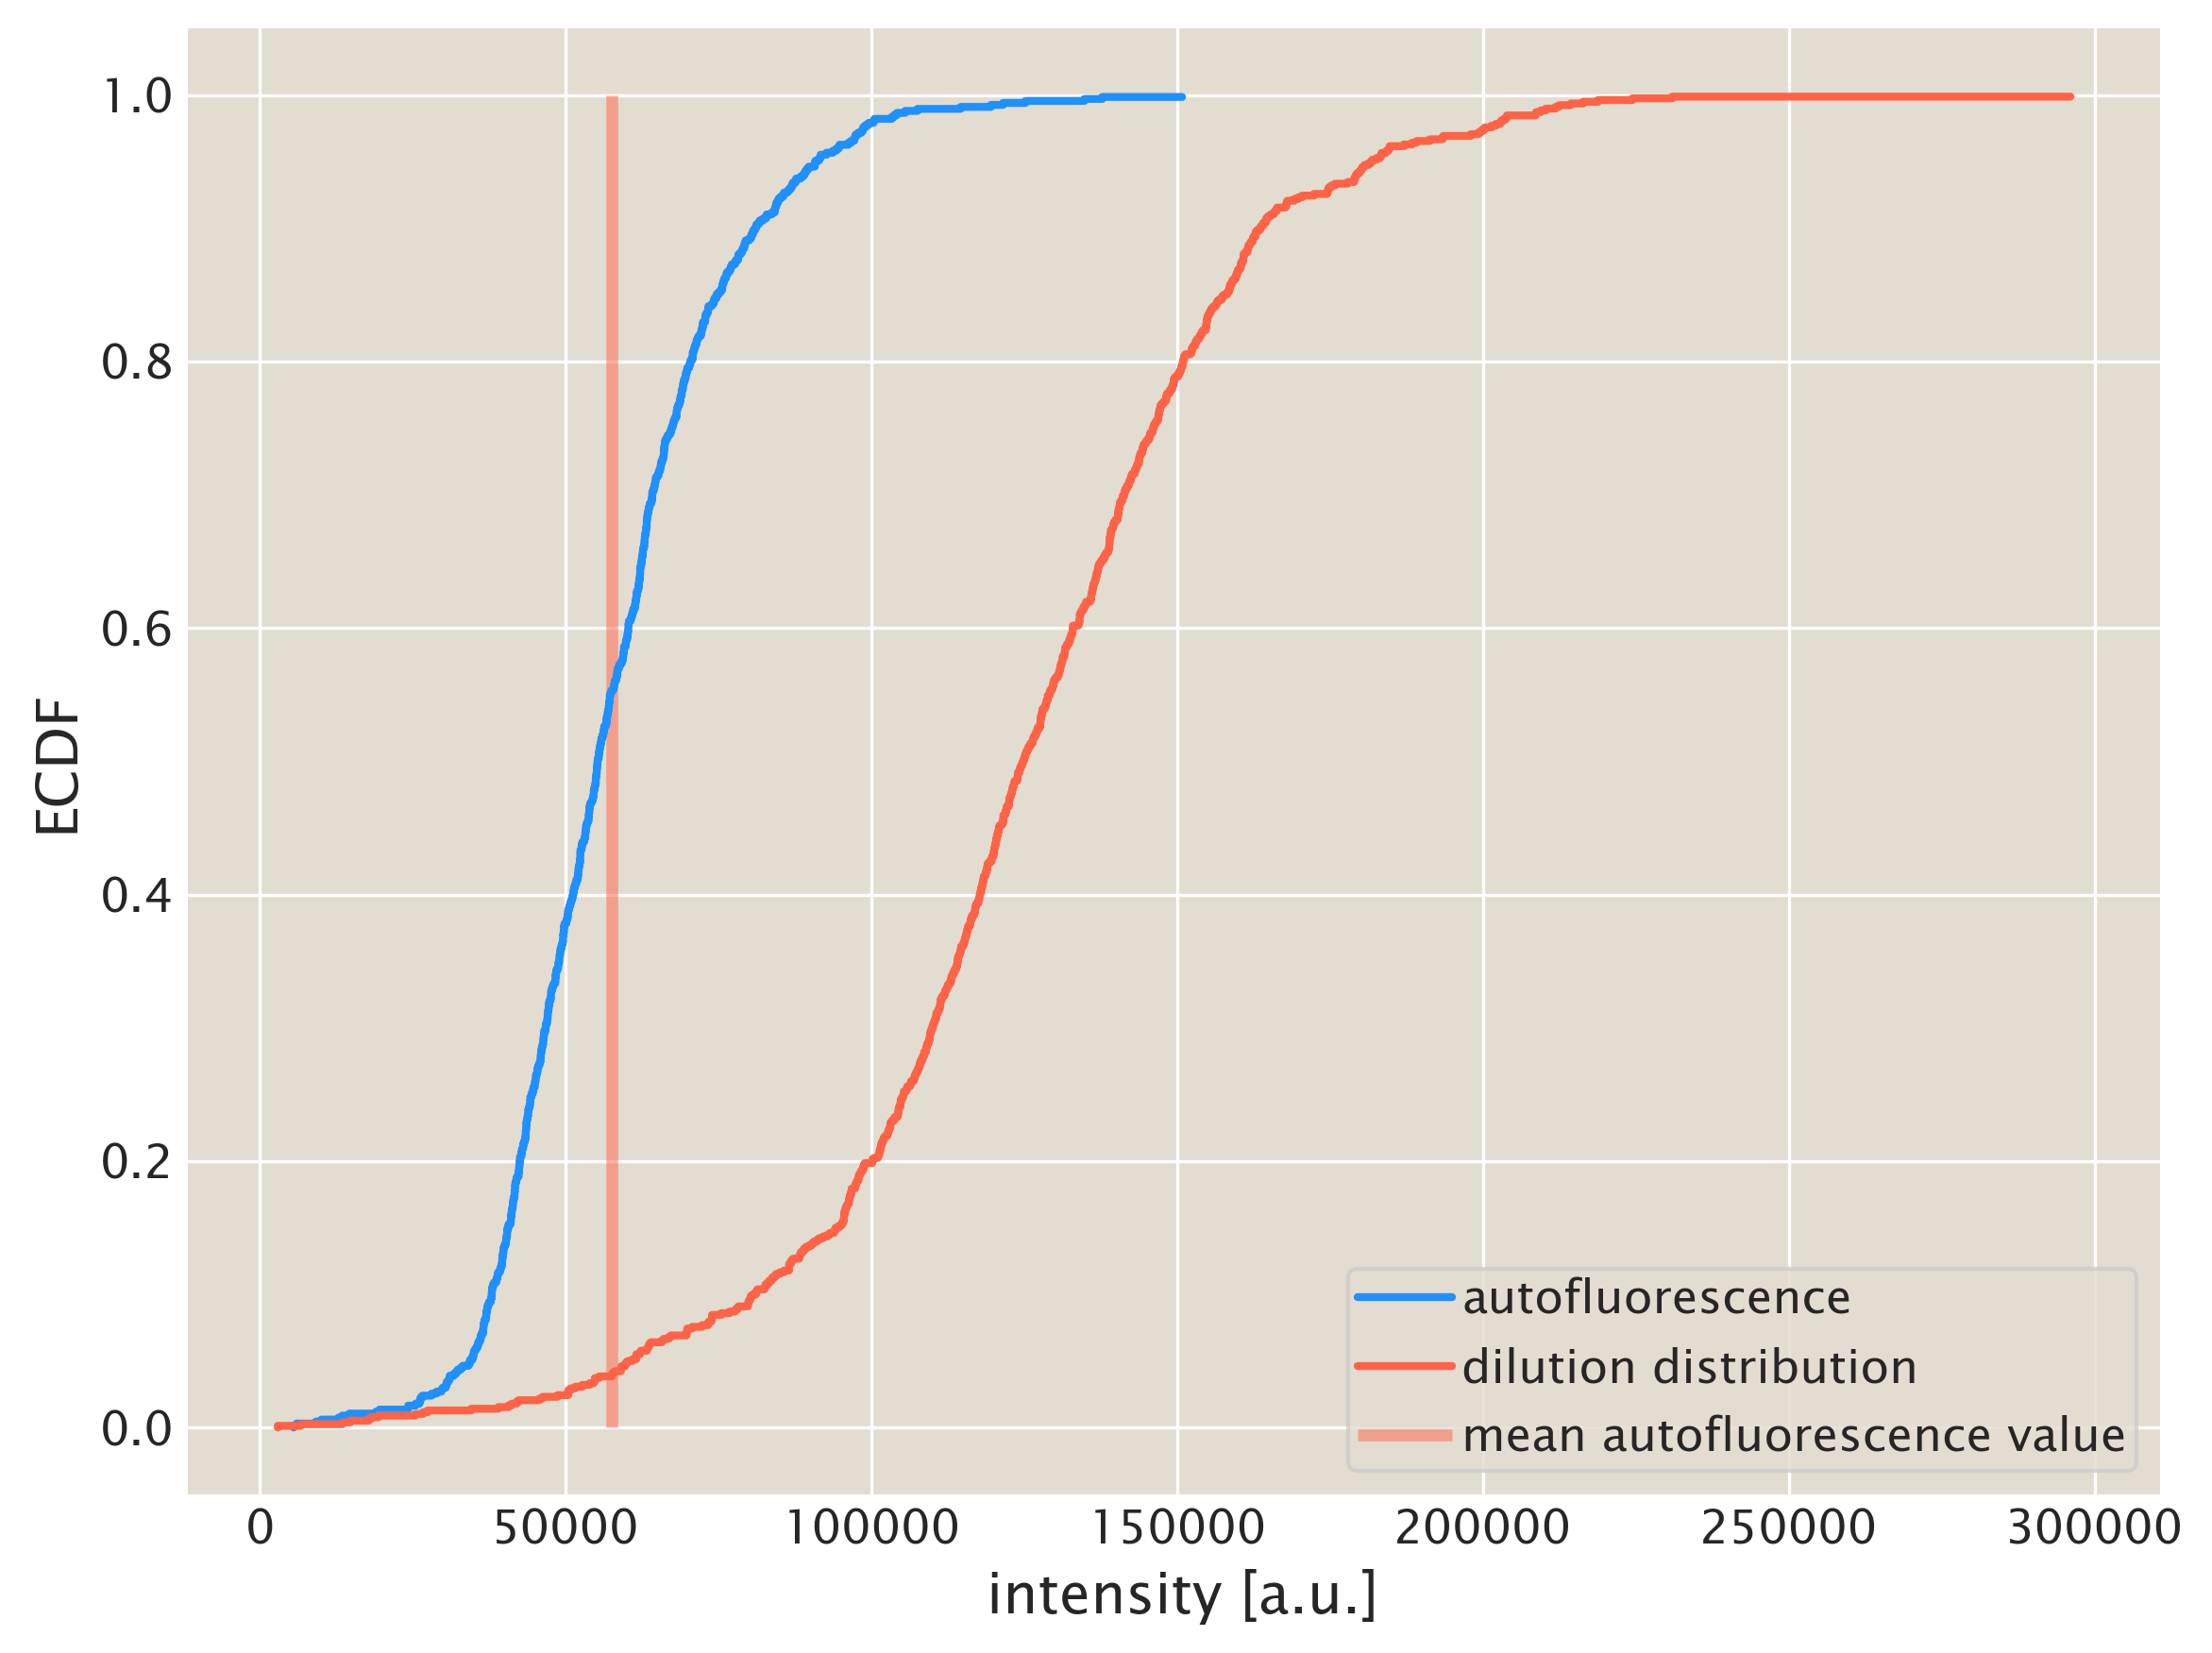 1.0
0.8
0.6
0.4
0.2
0.0
ECDF
0 50000 100000 150000 200000 250000 300000
intensity [a.u.]
autofluorescence
dilution distribution
mean autofluorescence value